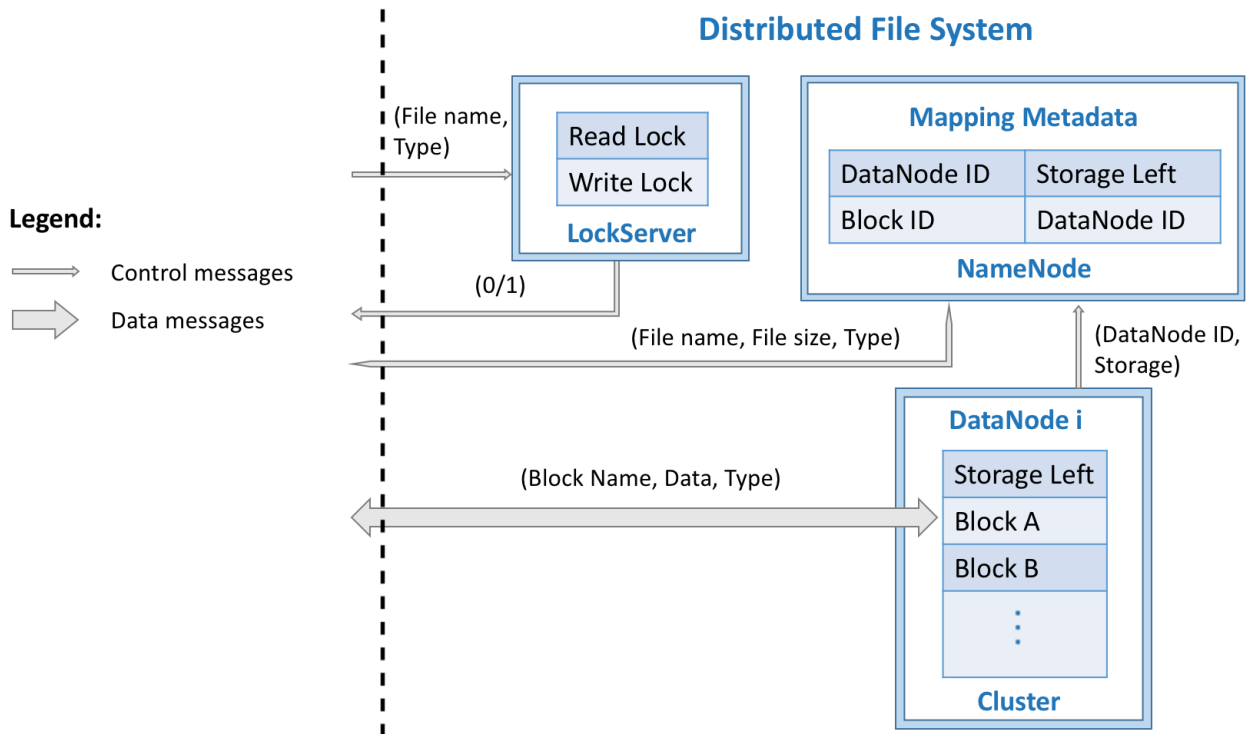 Distributed File System
(File name,
Type)
Read Lock
Write Lock
LockServer
Mapping Metadata
DataNode ID
Storage Left
Block ID
DataNode ID
NameNode
Legend:
Control messages
Data messages
(0/1)
(File name, File size, Type)
(DataNode ID,
Storage)
DataNode i
(Block Name, Data, Type)
Storage Left
Block A
Block B
Cluster